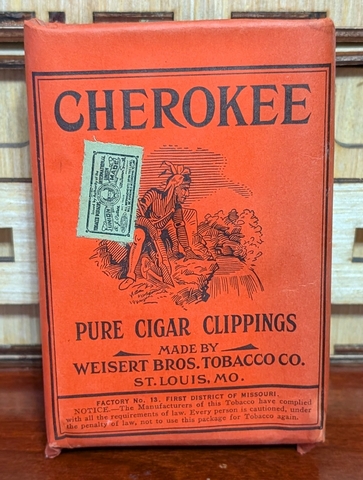 CHEROKEE
UNION
MADE
PURE CIGAR CLIPPINGS
MADE BY
WEISERT BROS. TOBACCO CO.
ST. LOUIS, MO.
FACTORY No. 13. FIRST DISTRICT OF MISSOURI.
NOTICE.—The Manufacturers of this Tobacco have complied
with all the requirements of law. Every person is cautioned, under
the penalty of law, not to use this package for Tobacco again.